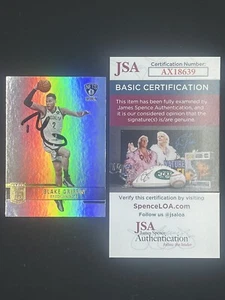 JSA
Certification Number:
AX18639
BASIC CERTIFICATION
This item has been fully examined by
James Spence Authentication, and
it is our considered opinion that the
signature(s) is/are genuine.
BLAKE GRIFFIN
Verify this certification by visiting
SpenceLOA.com
Follow us @jsaloa
JSA
James Spence
Authentication